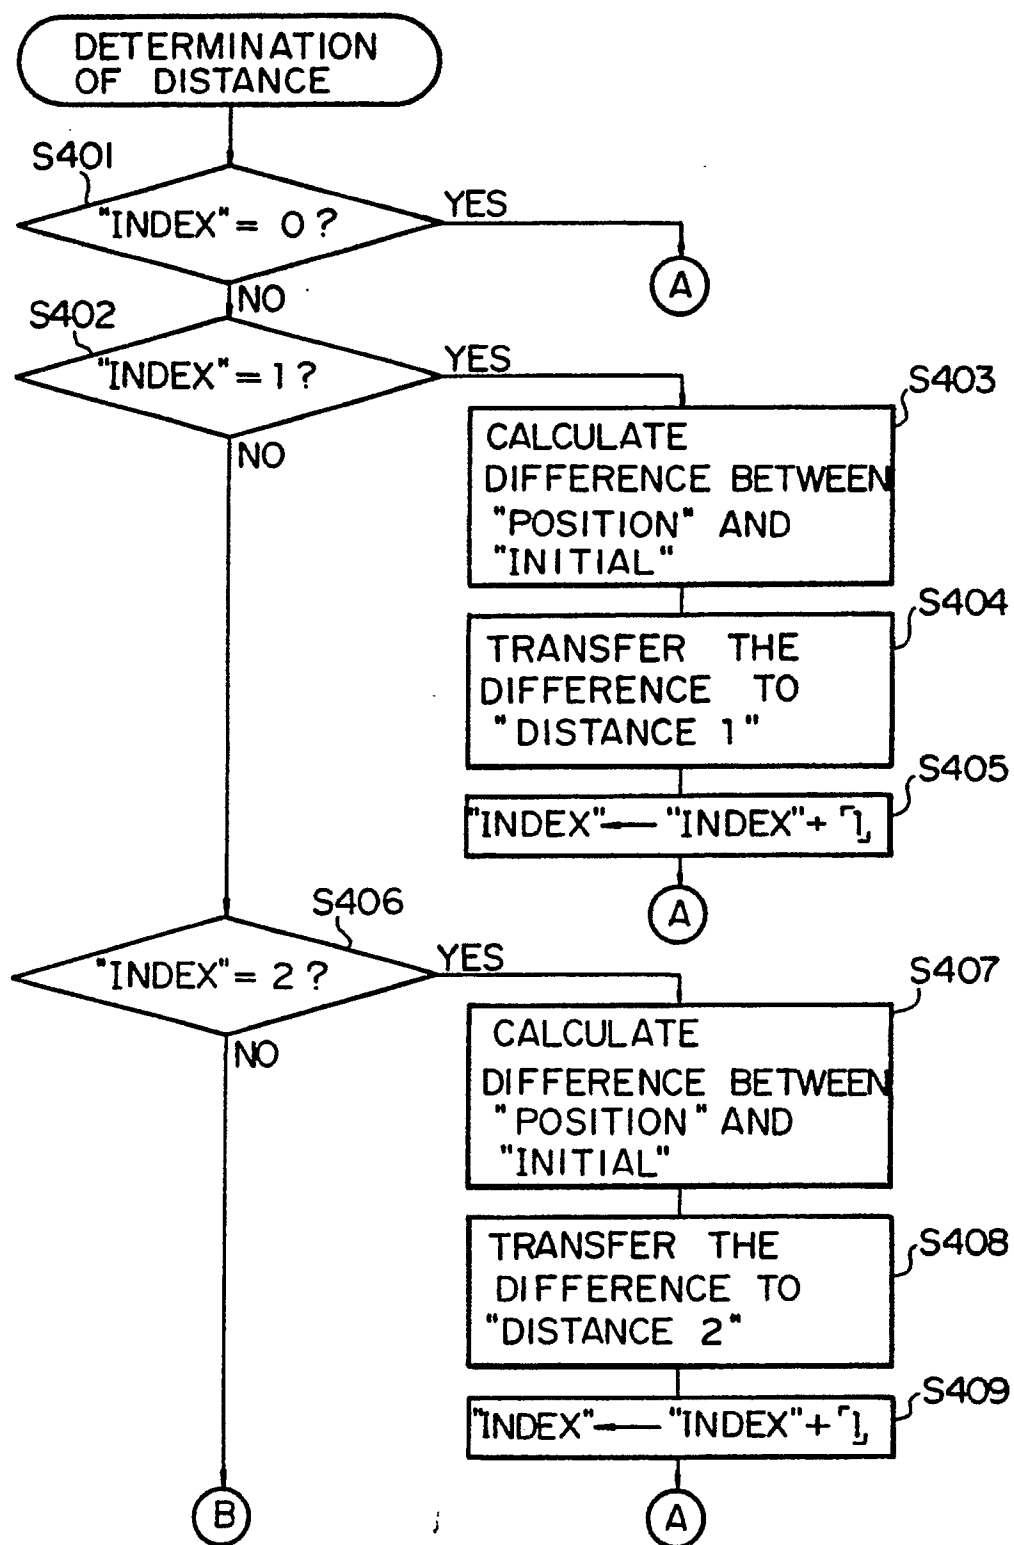 DETERMINATION
OF DISTANCE
S401
"INDEX" = 0 ?
YES
A
NO
S402
"INDEX" = 1 ?
YES
S403
CALCULATE
DIFFERENCE BETWEEN
"POSITION" AND
"INITIAL"
NO
S404
TRANSFER THE
DIFFERENCE TO
"DISTANCE 1"
S405
"INDEX" ← "INDEX" + 「1」
A
S406
"INDEX" = 2 ?
YES
S407
CALCULATE
DIFFERENCE BETWEEN
"POSITION" AND
"INITIAL"
NO
S408
TRANSFER THE
DIFFERENCE TO
"DISTANCE 2"
S409
"INDEX" ← "INDEX" + 「1」
B
A